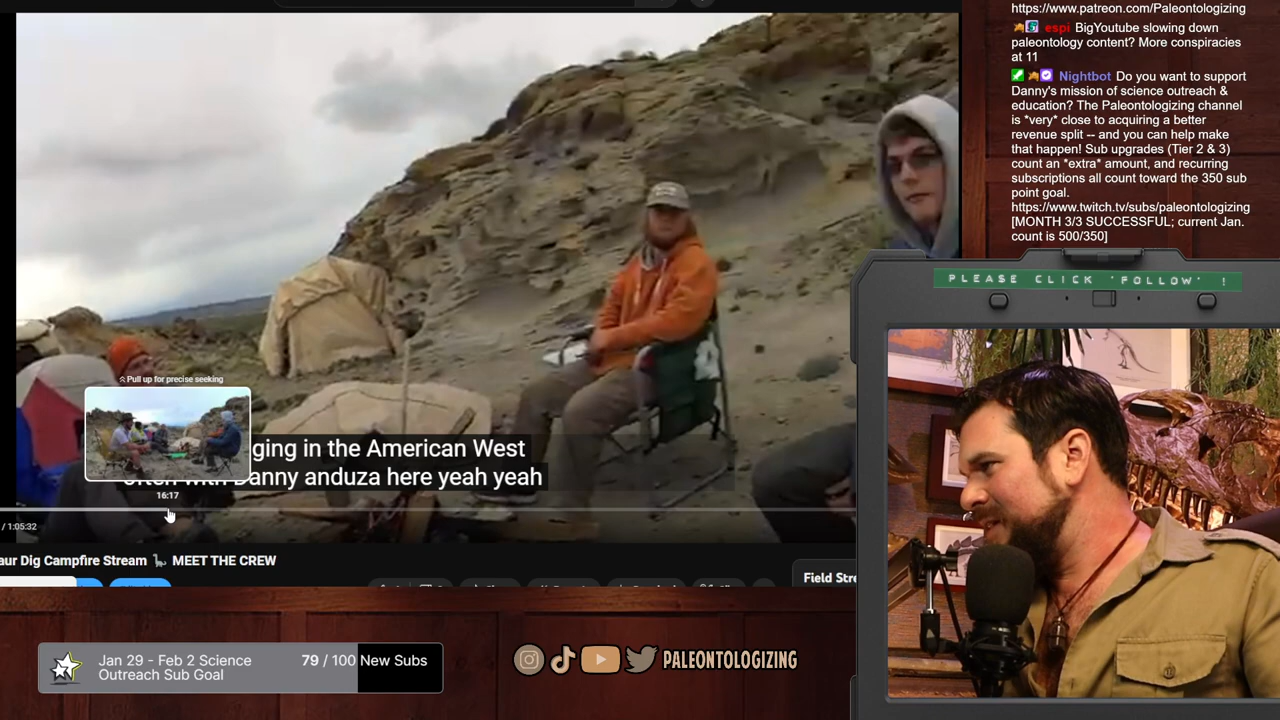 https://www.patreon.com/Paleontologizing
espi BigYoutube slowing down
paleontology content? More conspiracies
at 11
Nightbot Do you want to support
Danny's mission of science outreach &
education? The Paleontologizing channel
is *very* close to acquiring a better
revenue split -- and you can help make
that happen! Sub upgrades (Tier 2 & 3)
count an *extra* amount, and recurring
subscriptions all count toward the 350 sub
point goal.
https://www.twitch.tv/subs/paleontologizing
[MONTH 3/3 SUCCESSFUL; current Jan.
count is 500/350]
PLEASE CLICK 'FOLLOW' !
Pull up for precise seeking
ging in the American West
often with Danny anduza here yeah yeah
16:17
/ 1:05:32
aur Dig Campfire Stream MEET THE CREW
Field Stre
Jan 29 - Feb 2 Science
Outreach Sub Goal
79 / 100 New Subs
PALEONTOLOGIZING